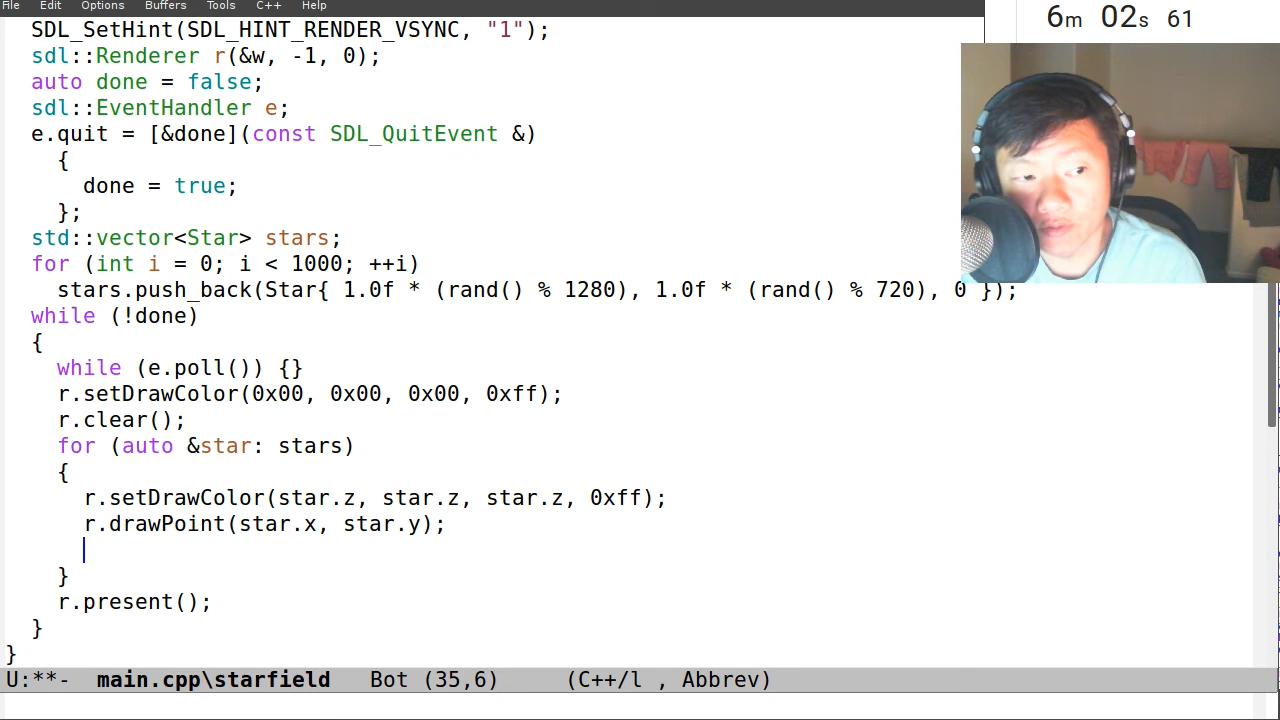 File Edit Options Buffers Tools C++ Help
6m 02s 61
SDL_SetHint(SDL_HINT_RENDER_VSYNC, "1");
sdl::Renderer r(&w, -1, 0);
auto done = false;
sdl::EventHandler e;
e.quit = [&done](const SDL_QuitEvent &)
{
done = true;
};
std::vector<Star> stars;
for (int i = 0; i < 1000; ++i)
stars.push_back(Star{ 1.0f * (rand() % 1280), 1.0f * (rand() % 720), 0 });
while (!done)
{
while (e.poll()) {}
r.setDrawColor(0x00, 0x00, 0x00, 0xff);
r.clear();
for (auto &star: stars)
{
r.setDrawColor(star.z, star.z, star.z, 0xff);
r.drawPoint(star.x, star.y);
}
r.present();
}
}
U:**-  main.cpp\starfield   Bot (35,6)     (C++/l , Abbrev)